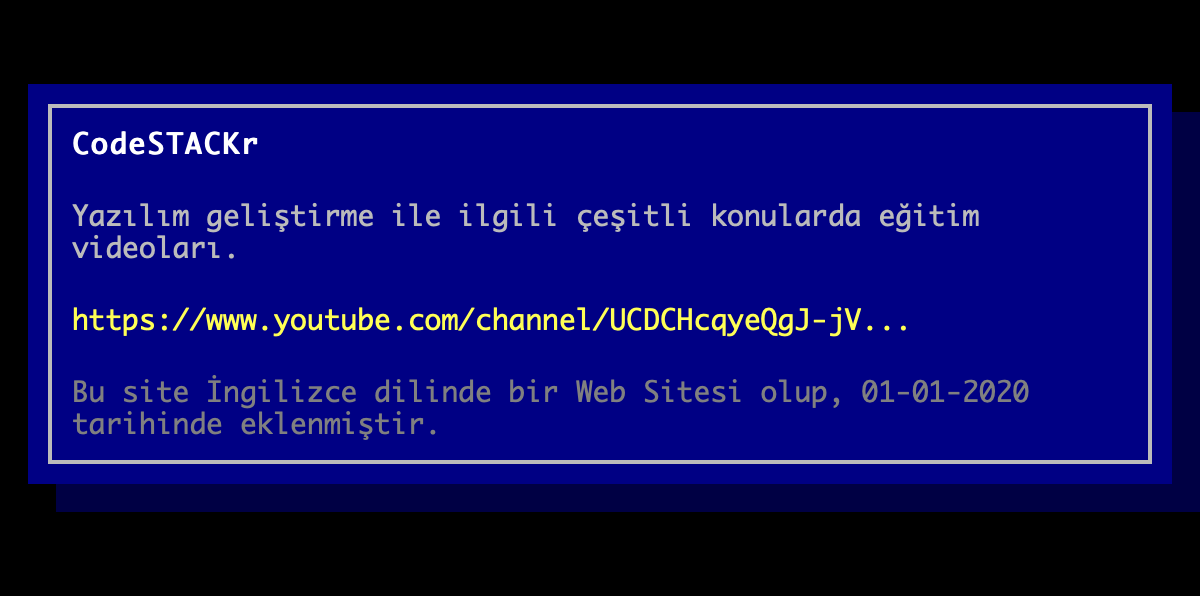 CodeSTACKr
Yazılım geliştirme ile ilgili çeşitli konularda eğitim
videoları.
https://www.youtube.com/channel/UCDCHcqyeQgJ-jV...
Bu site İngilizce dilinde bir Web Sitesi olup, 01-01-2020
tarihinde eklenmiştir.